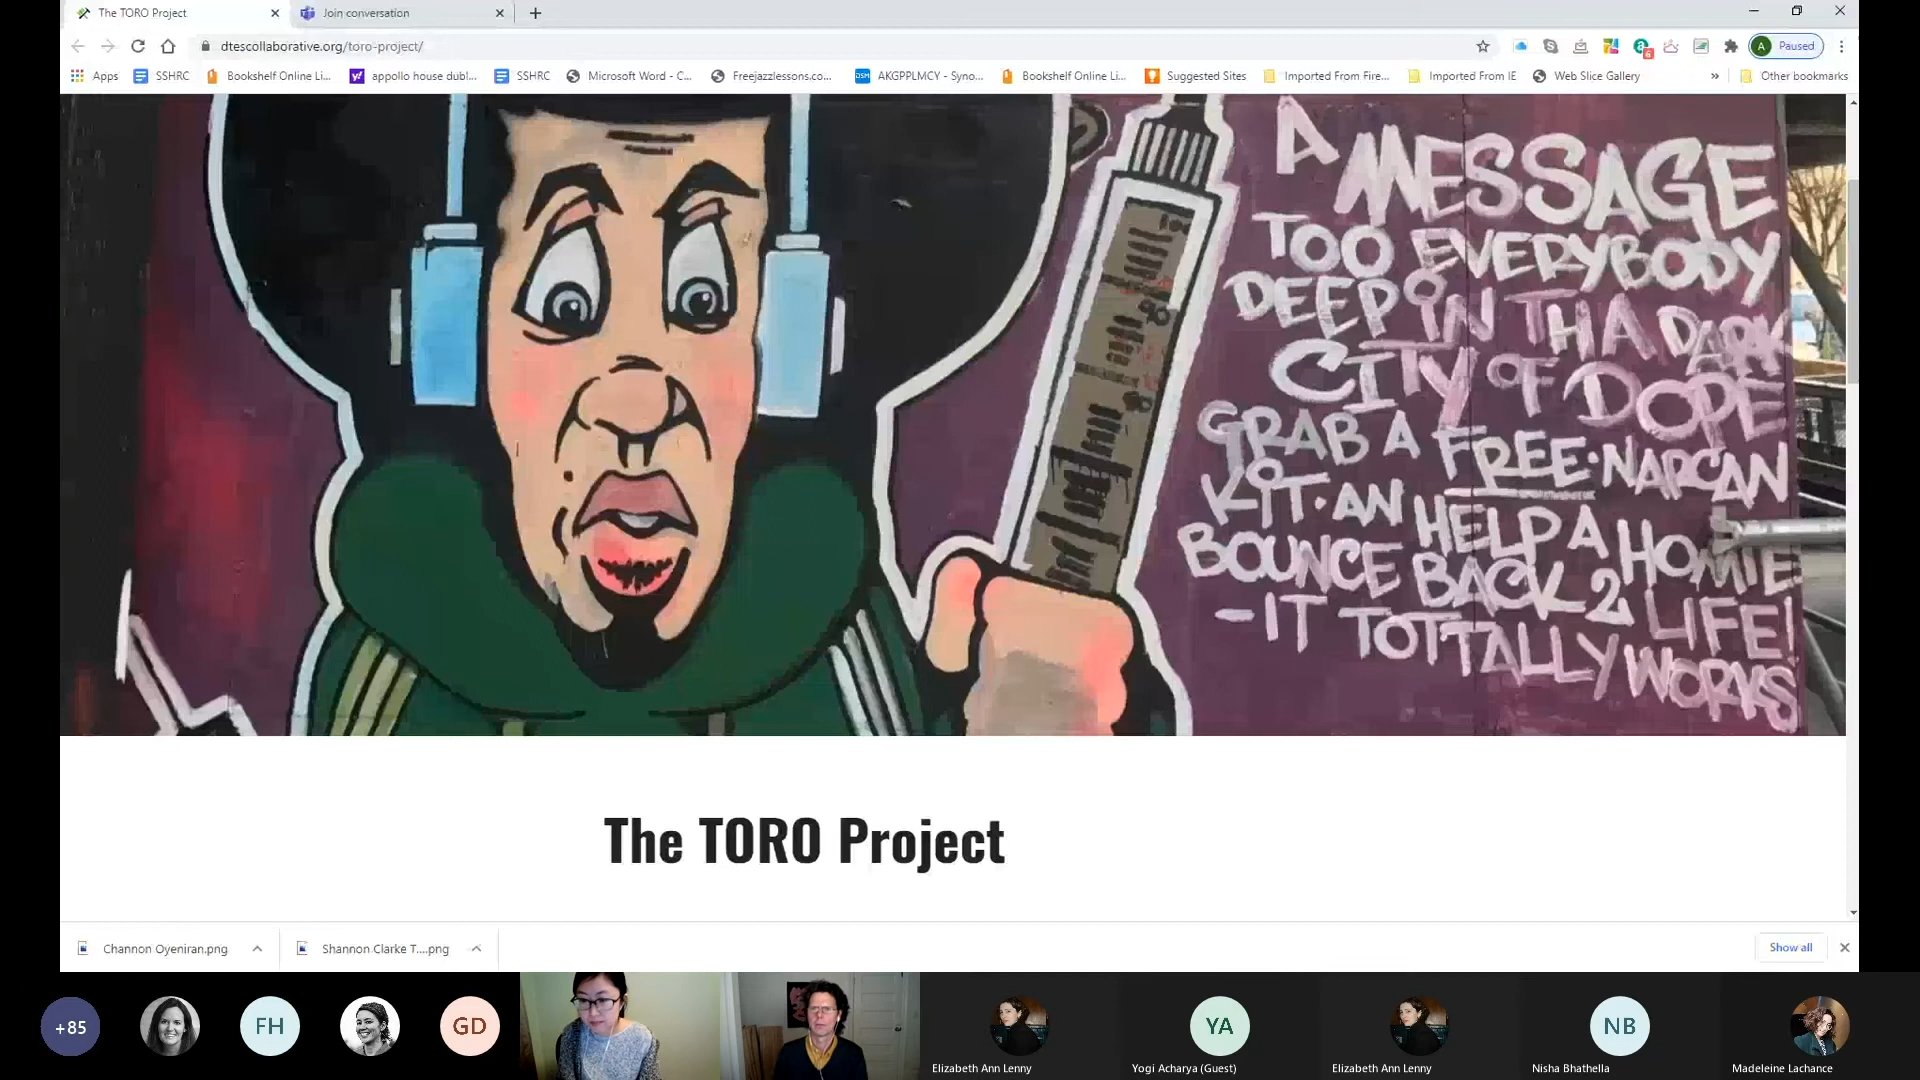 The TORO Project
Join conversation
dtescollaborative.org/toro-project/
A
Paused
6
Apps
SSHRC
Bookshelf Online Li...
appollo house dubl...
SSHRC
Microsoft Word - C...
Freejazzlessons.co...
AKGPPLMCY - Syno...
Bookshelf Online Li...
Suggested Sites
Imported From Fire...
Imported From IE
Web Slice Gallery
»
Other bookmarks
A MESSAGE
TOO EVERYBODY
DEEP IN THA DARK
CITY OF DOPE
GRAB A FREE·NARCAN
KIT·AN HELP A HOMIE
BOUNCE BACK 2 LIFE!
-IT TOTTALLY WORKS
The TORO Project
Channon Oyeniran.png
Shannon Clarke T....png
Show all
+85
FH
GD
Elizabeth Ann Lenny
YA
Yogi Acharya (Guest)
Elizabeth Ann Lenny
NB
Nisha Bhathella
Madeleine Lachance